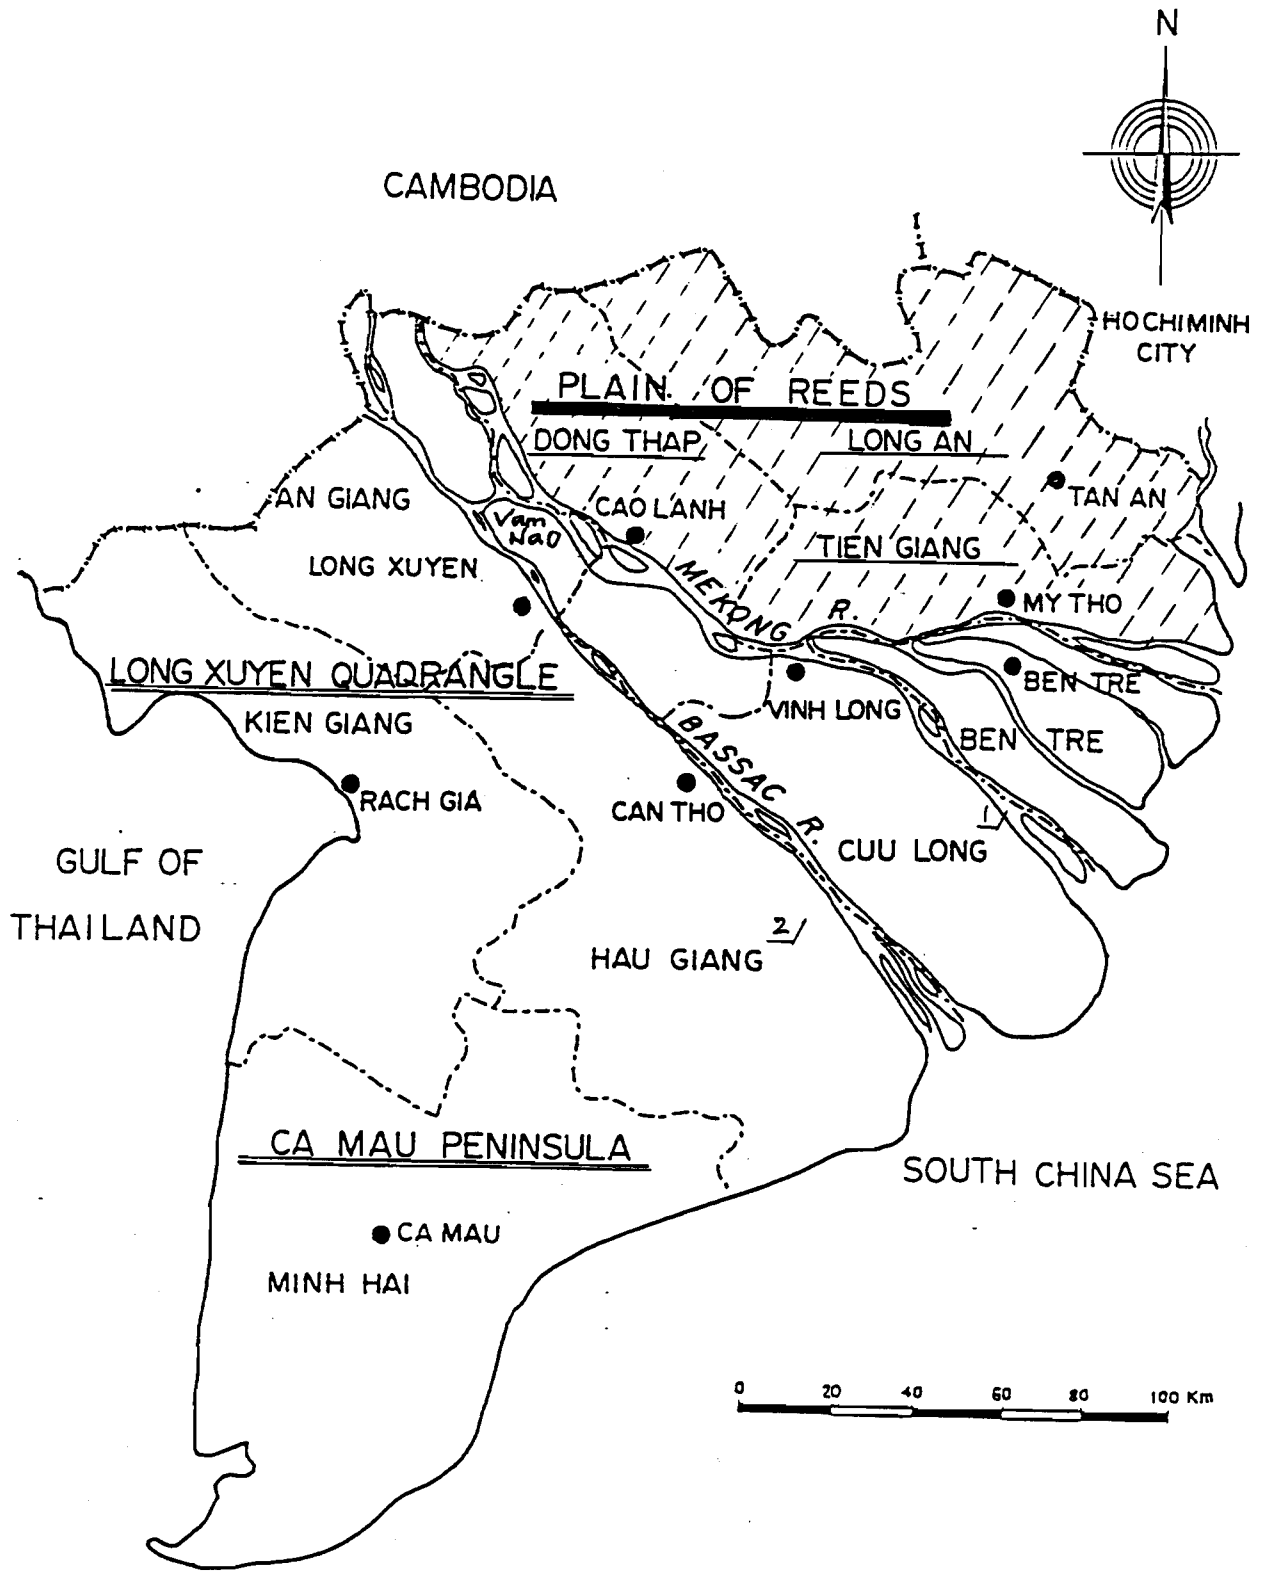 N
CAMBODIA
HOCHIMINH
CITY
PLAIN OF REEDS
DONG THAP
LONG AN
AN GIANG
TAN AN
CAO LANH
Vam
Nao
TIEN GIANG
LONG XUYEN
MEKONG R.
MY THO
LONG XUYEN QUADRANGLE
BEN TRE
KIEN GIANG
VINH LONG
BEN TRE
BASSAC R.
RACH GIA
CAN THO
1
CUU LONG
GULF OF
THAILAND
2
HAU GIANG
CA MAU PENINSULA
SOUTH CHINA SEA
CA MAU
MINH HAI
0 20 40 60 80 100 Km